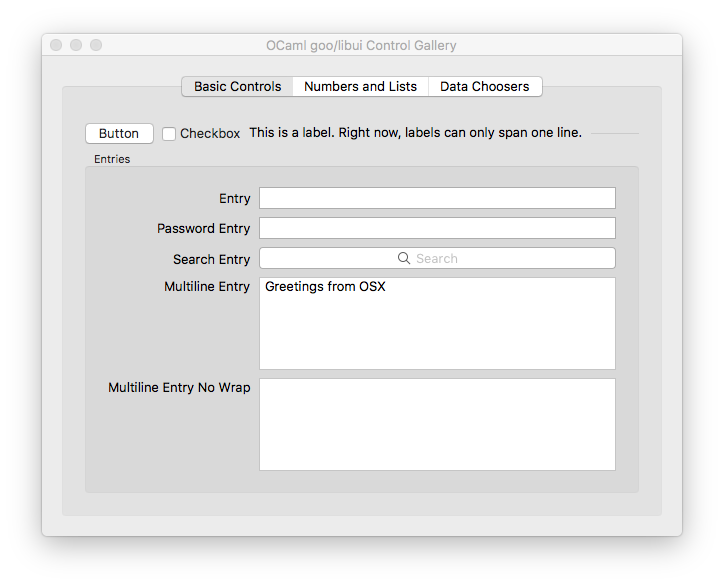 OCaml goo/libui Control Gallery
Basic Controls Numbers and Lists Data Choosers
Button Checkbox This is a label. Right now, labels can only span one line.
Entries
Entry
Password Entry
Search Entry Search
Multiline Entry Greetings from OSX
Multiline Entry No Wrap